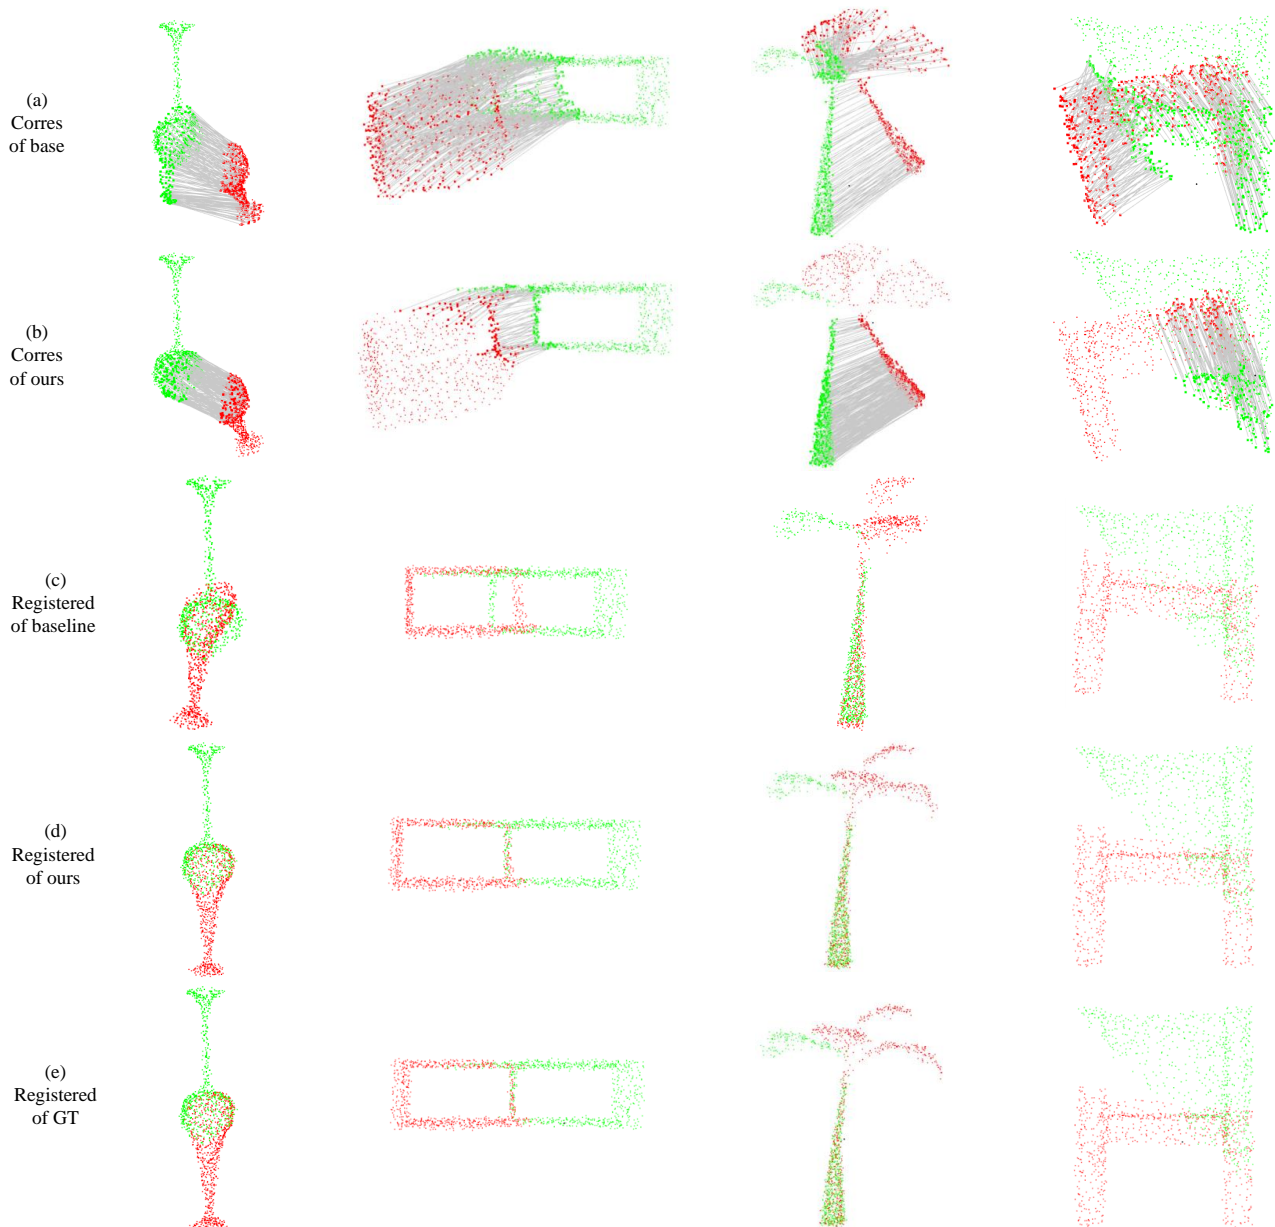 (a)
Corres
of base
(b)
Corres
of ours
(c)
Registered
of baseline
(d)
Registered
of ours
(e)
Registered
of GT